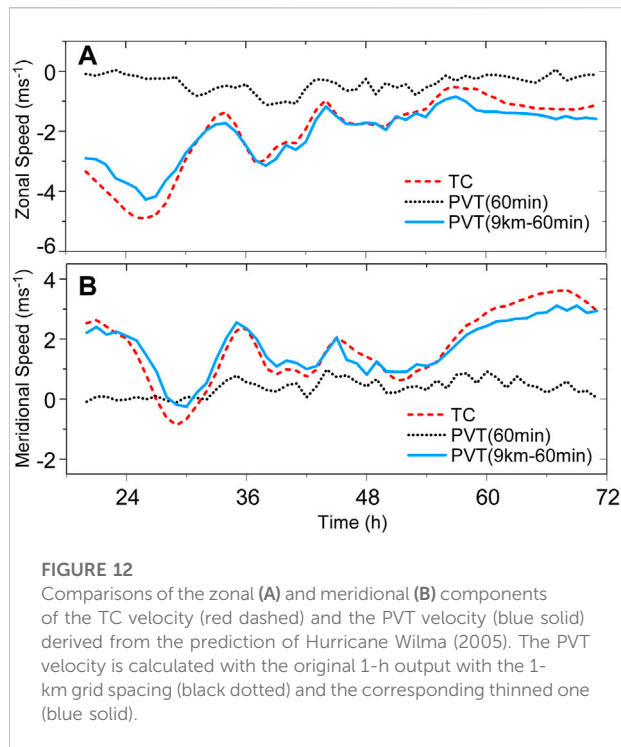 A
0
-2
-4
-6
Zonal Speed (ms-1)
TC
PVT(60min)
PVT(9km-60min)
B
4
2
0
-2
Meridional Speed (ms-1)
TC
PVT(60min)
PVT(9km-60min)
24 36 48 60 72
Time (h)
FIGURE 12
Comparisons of the zonal (A) and meridional (B) components
of the TC velocity (red dashed) and the PVT velocity (blue solid)
derived from the prediction of Hurricane Wilma (2005). The PVT
velocity is calculated with the original 1-h output with the 1-
km grid spacing (black dotted) and the corresponding thinned one
(blue solid).